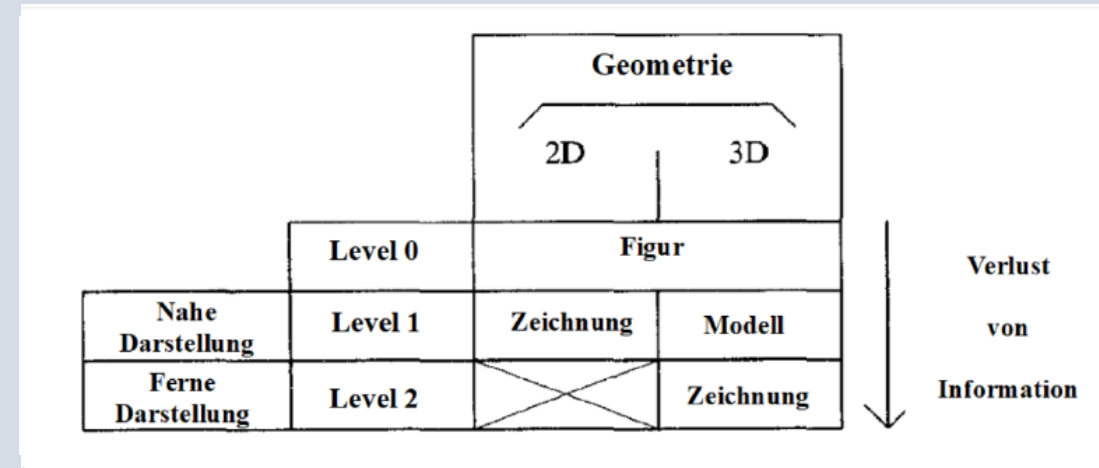 Geometrie
2D 3D
Level 0 Figur
Verlust
Nahe
Darstellung
Level 1 Zeichnung Modell
von
Ferne
Darstellung
Level 2 Zeichnung
Information